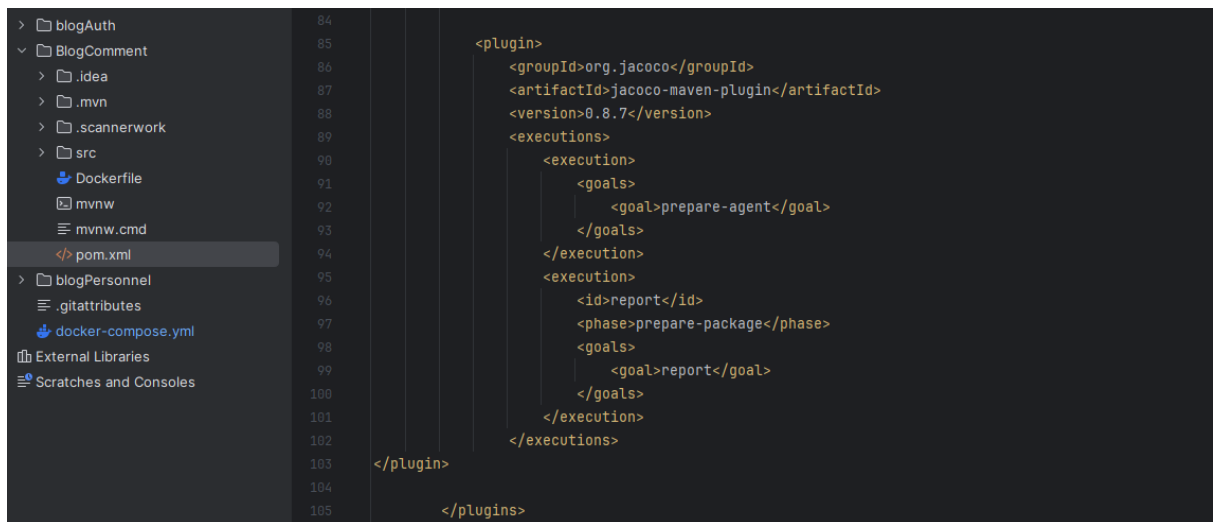 blogAuth
BlogComment
.idea
.mvn
.scannerwork
src
Dockerfile
mvnw
mvnw.cmd
pom.xml
blogPersonnel
.gitattributes
docker-compose.yml
External Libraries
Scratches and Consoles
84
85 <plugin>
86 <groupId>org.jacoco</groupId>
87 <artifactId>jacoco-maven-plugin</artifactId>
88 <version>0.8.7</version>
89 <executions>
90 <execution>
91 <goals>
92 <goal>prepare-agent</goal>
93 </goals>
94 </execution>
95 <execution>
96 <id>report</id>
97 <phase>prepare-package</phase>
98 <goals>
99 <goal>report</goal>
100 </goals>
101 </execution>
102 </executions>
103 </plugin>
104
105 </plugins>